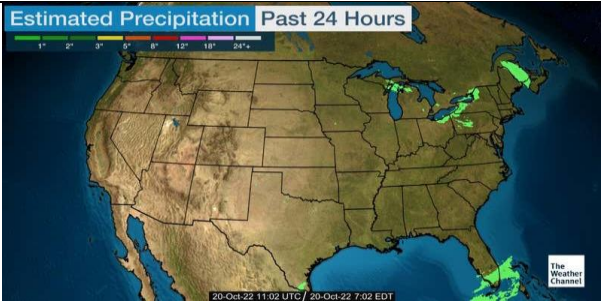 Estimated Precipitation Past 24 Hours
1" 2" 3" 5" 8" 12" 18" 24"+
The
Weather
Channel
20-Oct-22 11:02 UTC / 20-Oct-22 7:02 EDT